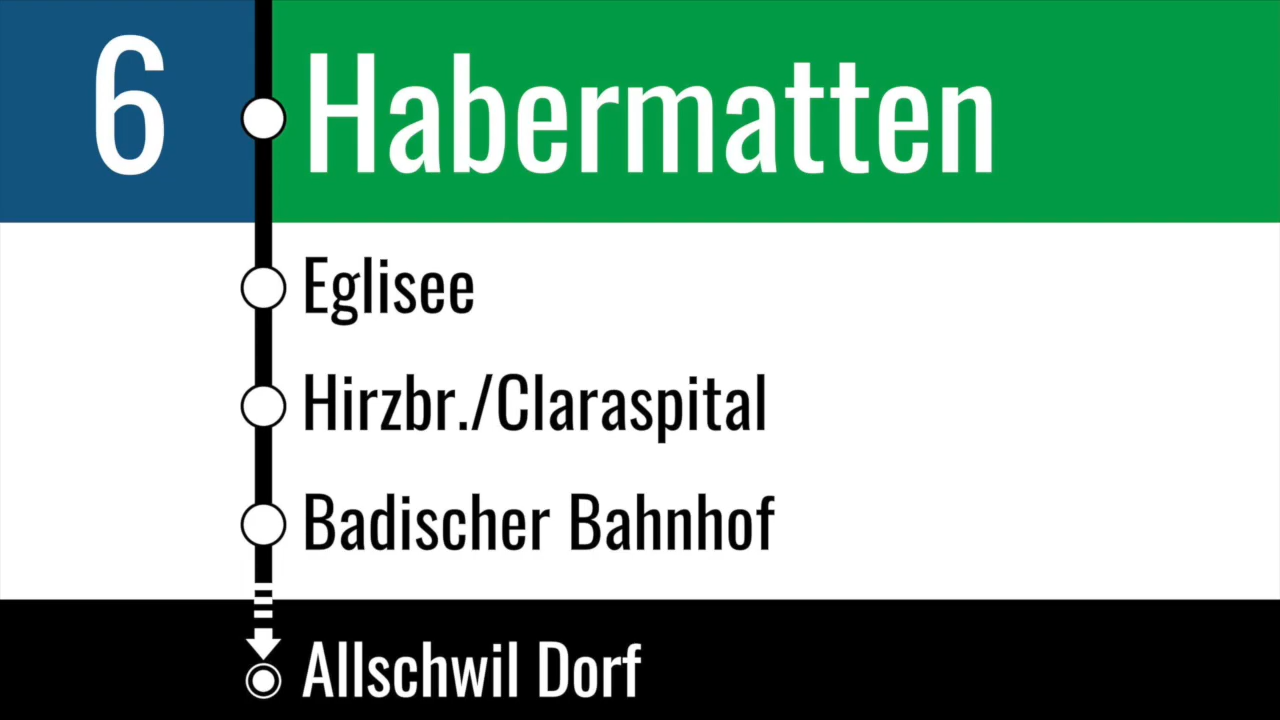 6
Habermatten
Eglisee
Hirzbr./Claraspital
Badischer Bahnhof
Allschwil Dorf